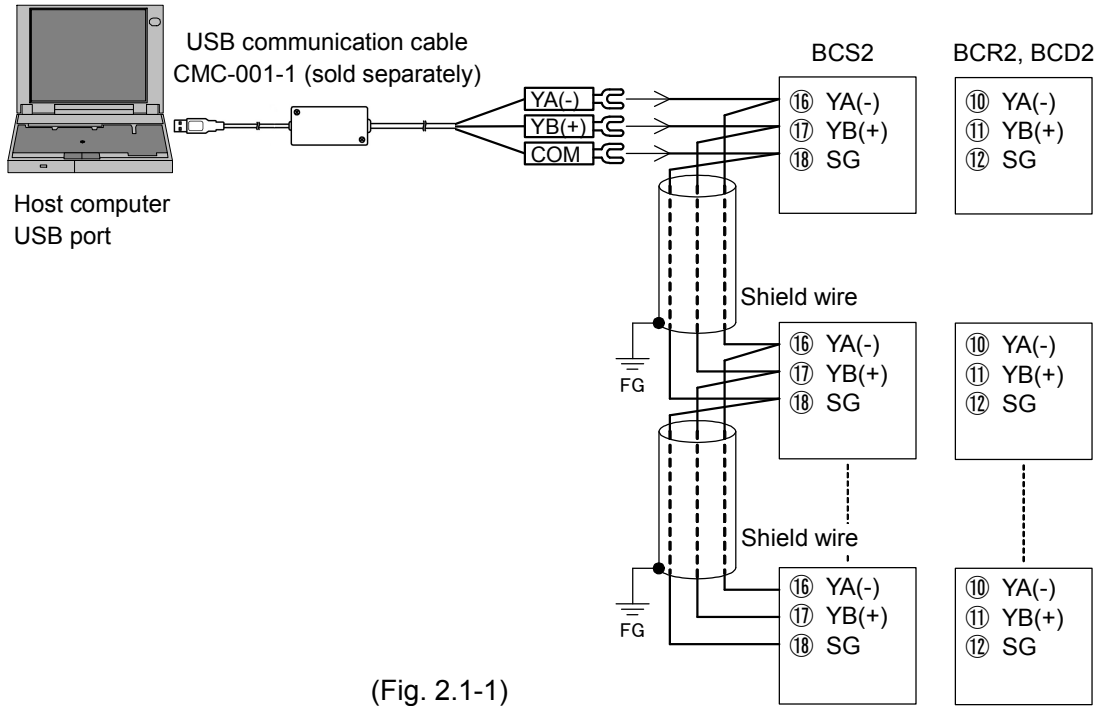 USB communication cable
CMC-001-1 (sold separately)
Host computer
USB port
YA(-)
YB(+)
COM
BCS2
⑯ YA(-)
⑰ YB(+)
⑱ SG
BCR2, BCD2
⑩ YA(-)
⑪ YB(+)
⑫ SG
Shield wire
FG
⑯ YA(-)
⑰ YB(+)
⑱ SG
⑩ YA(-)
⑪ YB(+)
⑫ SG
Shield wire
FG
⑯ YA(-)
⑰ YB(+)
⑱ SG
⑩ YA(-)
⑪ YB(+)
⑫ SG
(Fig. 2.1-1)